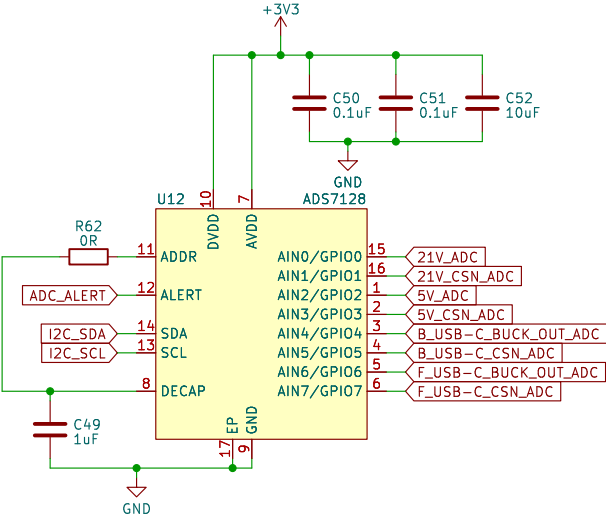 +3V3
C50
0.1uF
C51
0.1uF
C52
10uF
GND
U12
ADS7128
10
7
DVDD
AVDD
R62
0R
11
ADDR
12
ALERT
ADC_ALERT
14
SDA
I2C_SDA
13
SCL
I2C_SCL
8
DECAP
AIN0/GPIO0
15
21V_ADC
AIN1/GPIO1
16
21V_CSN_ADC
AIN2/GPIO2
1
5V_ADC
AIN3/GPIO3
2
5V_CSN_ADC
AIN4/GPIO4
3
B_USB-C_BUCK_OUT_ADC
AIN5/GPIO5
4
B_USB-C_CSN_ADC
AIN6/GPIO6
5
F_USB-C_BUCK_OUT_ADC
AIN7/GPIO7
6
F_USB-C_CSN_ADC
EP
GND
17
9
C49
1uF
GND